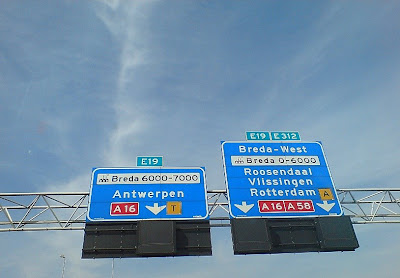 E19
Breda 6000-7000
Antwerpen
A16
T
E19 E312
Breda-West
Breda 0-6000
Roosendaal
Vlissingen
Rotterdam
A16 A58
A